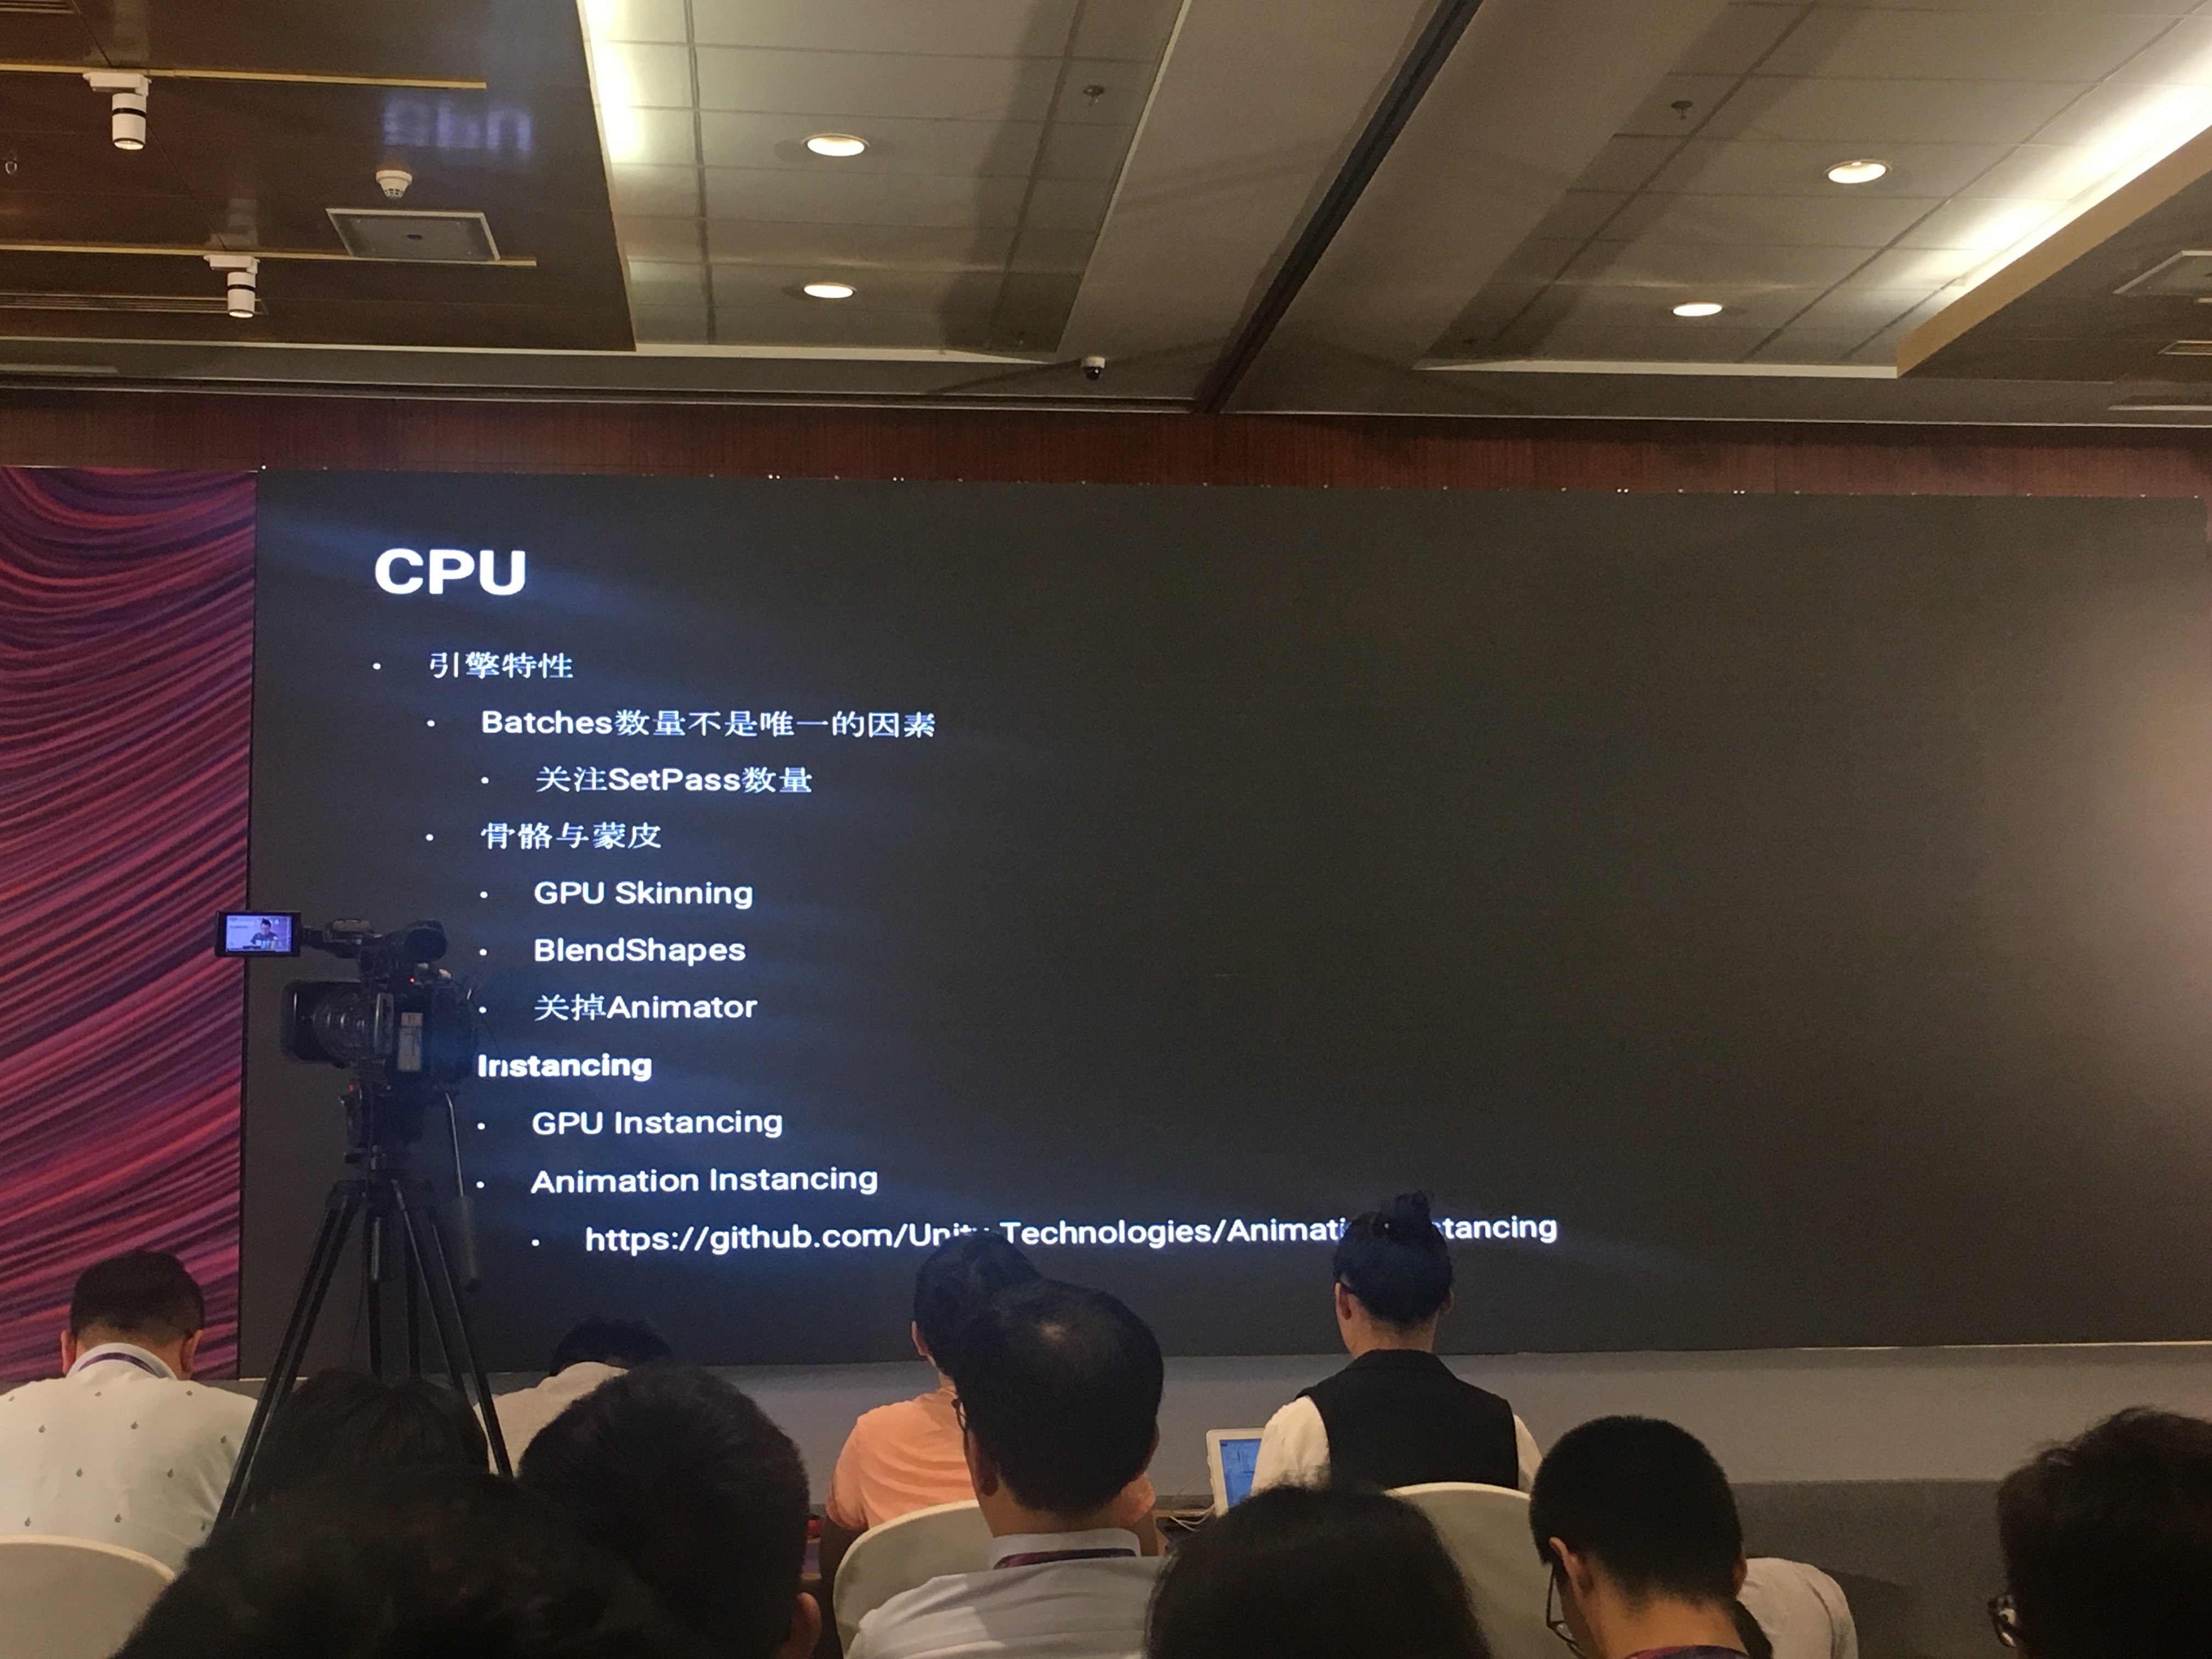 CPU
• 引擎特性
• Batches数量不是唯一的因素
• 关注SetPass数量
• 骨骼与蒙皮
• GPU Skinning
• BlendShapes
• 关掉Animator
Instancing
• GPU Instancing
• Animation Instancing
• https://github.com/Unity-Technologies/Animati tancing